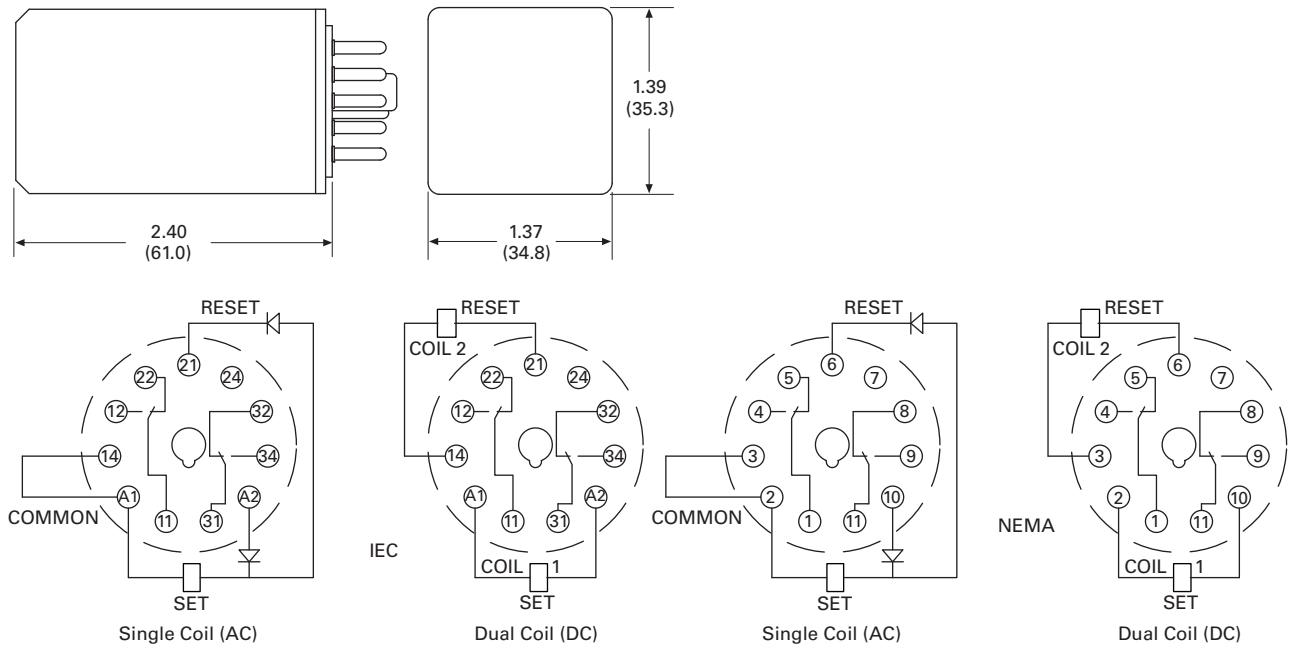 1.39
(35.3)
2.40
(61.0)
1.37
(34.8)
RESET
21
22
24
12
32
14
34
A1
A2
11
31
COMMON
SET
Single Coil (AC)
IEC
RESET
COIL 2
21
22
24
12
32
14
34
A1
A2
11
31
COIL 1
SET
Dual Coil (DC)
RESET
6
5
7
4
8
3
9
2
10
1
11
COMMON
SET
Single Coil (AC)
NEMA
RESET
COIL 2
6
5
7
4
8
3
9
2
10
1
11
COIL 1
SET
Dual Coil (DC)